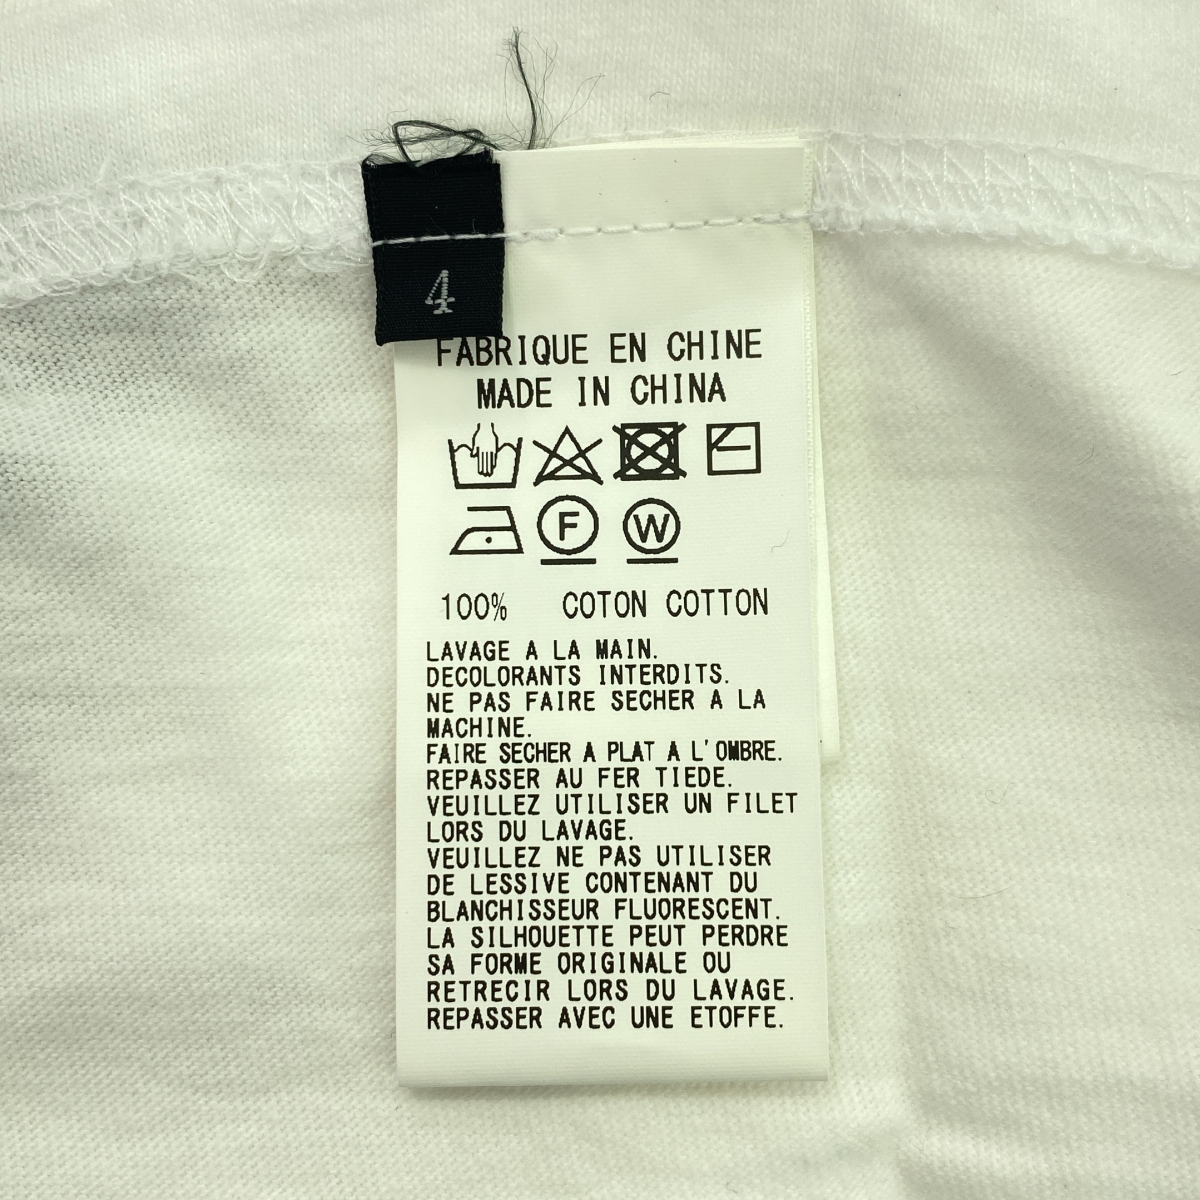 4
FABRIQUE EN CHINE
MADE IN CHINA
F W
100% COTON COTTON
LAVAGE A LA MAIN.
DECOLORANTS INTERDITS.
NE PAS FAIRE SECHER A LA
MACHINE.
FAIRE SECHER A PLAT A L'OMBRE.
REPASSER AU FER TIEDE.
VEUILLEZ UTILISER UN FILET
LORS DU LAVAGE.
VEUILLEZ NE PAS UTILISER
DE LESSIVE CONTENANT DU
BLANCHISSEUR FLUORESCENT.
LA SILHOUETTE PEUT PERDRE
SA FORME ORIGINALE OU
RETRECIR LORS DU LAVAGE.
REPASSER AVEC UNE ETOFFE.